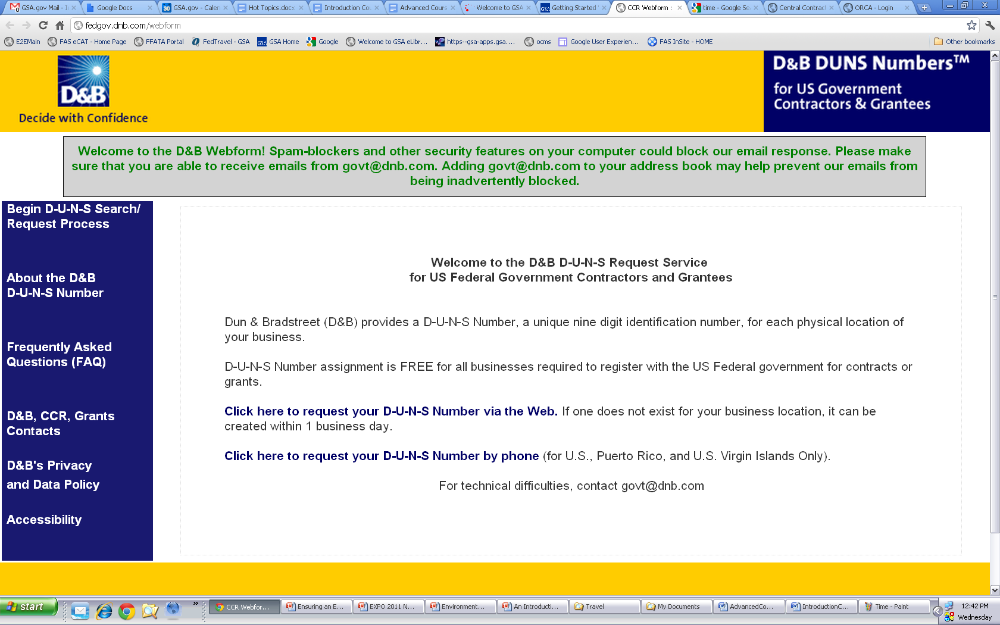 GSA.gov Mail - I
Google Docs
GSA.gov - Calen
Hot Topics.docx
Introduction Cou
Advanced Cours
Welcome to GSA
Getting Started
CCR Webform :
time - Google Se
Central Contract
ORCA - Login
fedgov.dnb.com/webform
E2EMain
FAS eCAT - Home Page
FFATA Portal
FedTravel - GSA
GSA Home
Google
Welcome to GSA eLibr...
https--gsa-apps.gsa....
ocms
Google User Experien...
FAS InSite - HOME
Other bookmarks
D&B
Decide with Confidence
D&B DUNS Numbers™
for US Government
Contractors & Grantees
Welcome to the D&B Webform! Spam-blockers and other security features on your computer could block our email response. Please make
sure that you are able to receive emails from govt@dnb.com. Adding govt@dnb.com to your address book may help prevent our emails from
being inadvertently blocked.
Begin D-U-N-S Search/
Request Process
About the D&B
D-U-N-S Number
Frequently Asked
Questions (FAQ)
D&B, CCR, Grants
Contacts
D&B's Privacy
and Data Policy
Accessibility
Welcome to the D&B D-U-N-S Request Service
for US Federal Government Contractors and Grantees
Dun & Bradstreet (D&B) provides a D-U-N-S Number, a unique nine digit identification number, for each physical location of
your business.
D-U-N-S Number assignment is FREE for all businesses required to register with the US Federal government for contracts or
grants.
Click here to request your D-U-N-S Number via the Web. If one does not exist for your business location, it can be
created within 1 business day.
Click here to request your D-U-N-S Number by phone (for U.S., Puerto Rico, and U.S. Virgin Islands Only).
For technical difficulties, contact govt@dnb.com
start
CCR Webfor...
Ensuring an E...
EXPO 2011 N...
Environment...
An Introducti...
Travel
My Documents
AdvancedCo...
IntroductionC...
Time - Paint
12:42 PM
Wednesday